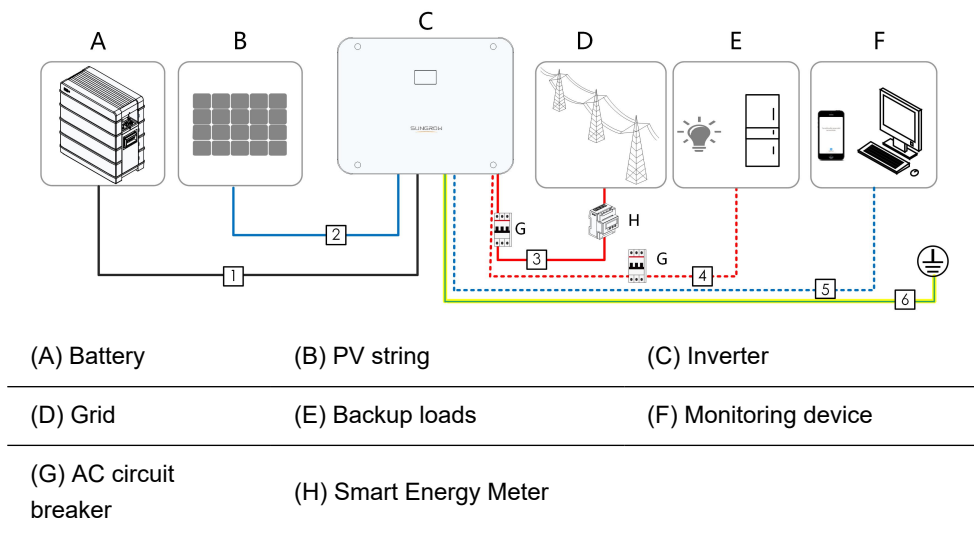 A B C D E F
SUNGROW
G H
2 3 G
1 4 5
6
(A) Battery (B) PV string (C) Inverter
(D) Grid (E) Backup loads (F) Monitoring device
(G) AC circuit
breaker
(H) Smart Energy Meter